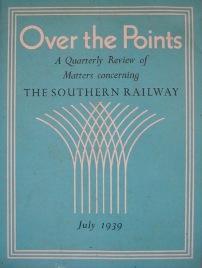 Over the Points
A Quarterly Review of
Matters concerning
THE SOUTHERN RAILWAY
July 1939